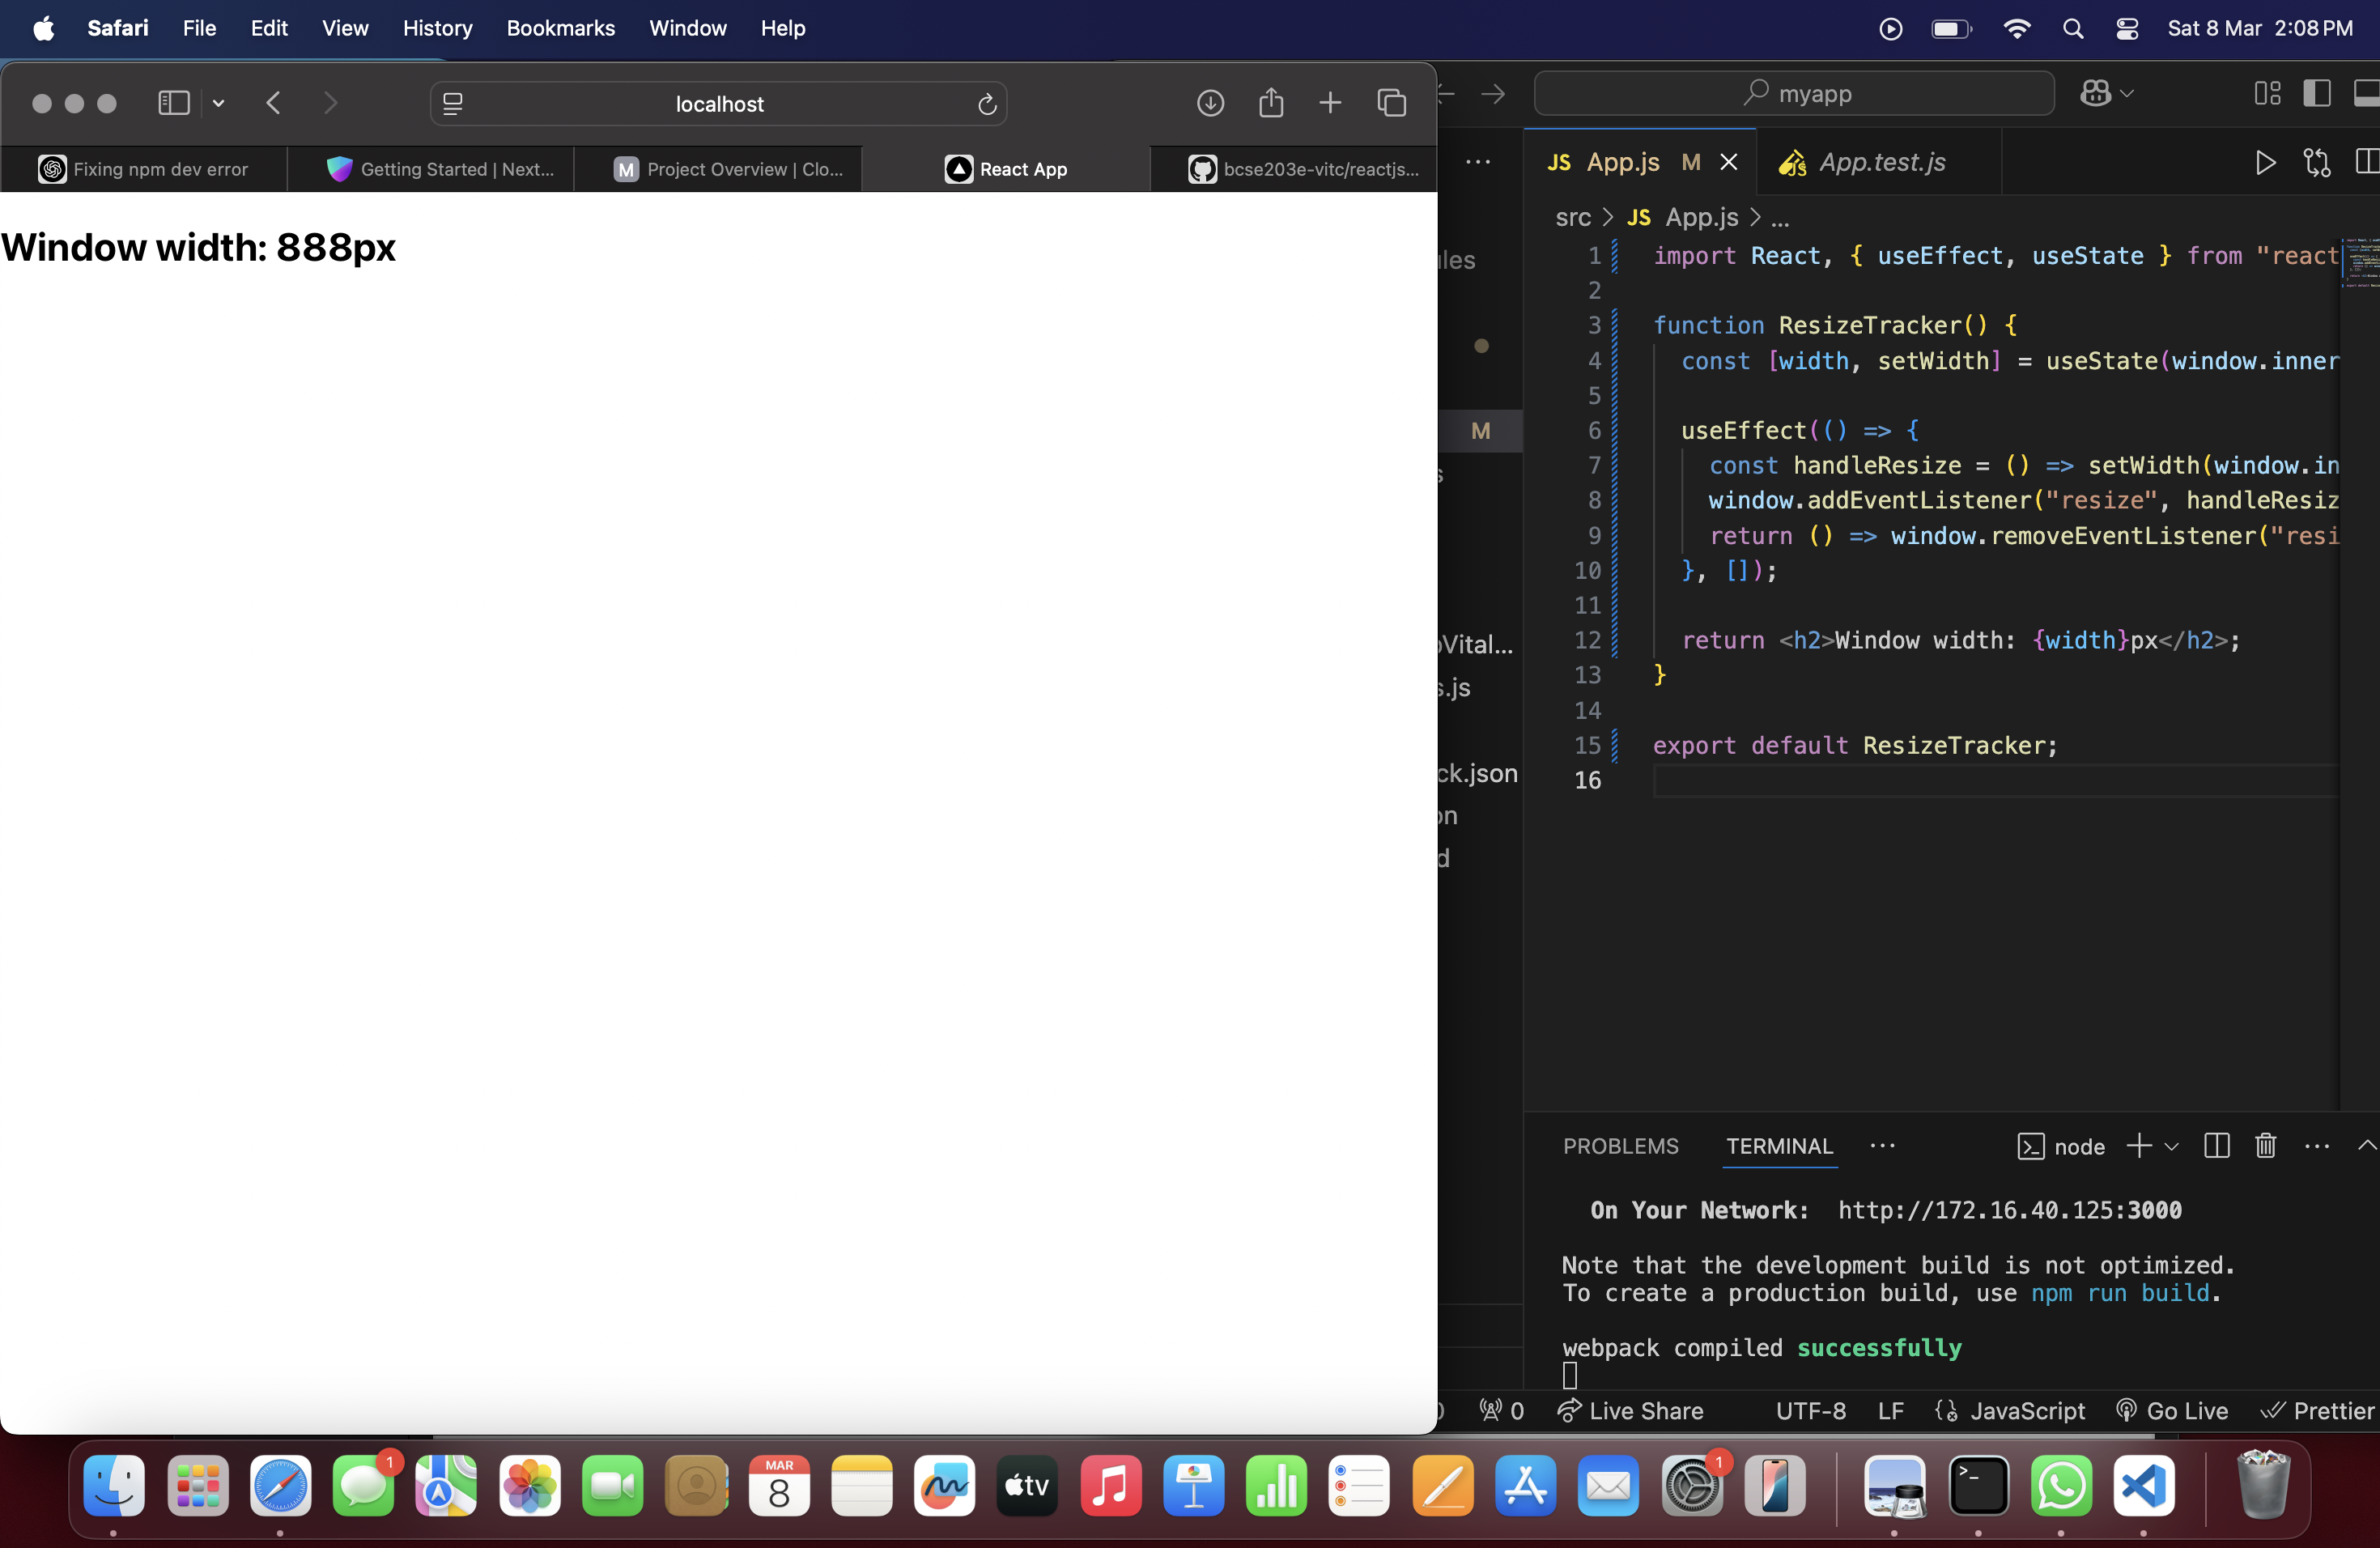 Safari File Edit View History Bookmarks Window Help Sat 8 Mar 2:08 PM
localhost
Fixing npm dev error Getting Started | Next... M Project Overview | Clo... React App bcse203e-vitc/reactjs...
Window width: 888px
myapp
... JS App.js M App.test.js
src > JS App.js > ...
les
M
s
Vital...
s.js
ck.json
on
d
1 import React, { useEffect, useState } from "react
2
3 function ResizeTracker() {
4 const [width, setWidth] = useState(window.inner
5
6 useEffect(() => {
7 const handleResize = () => setWidth(window.in
8 window.addEventListener("resize", handleResiz
9 return () => window.removeEventListener("resi
10 }, []);
11
12 return <h2>Window width: {width}px</h2>;
13 }
14
15 export default ResizeTracker;
16
PROBLEMS TERMINAL ... node ...
On Your Network: http://172.16.40.125:3000
Note that the development build is not optimized.
To create a production build, use npm run build.
webpack compiled successfully
0 Live Share UTF-8 LF JavaScript Go Live Prettier
1 MAR 8 tv 1